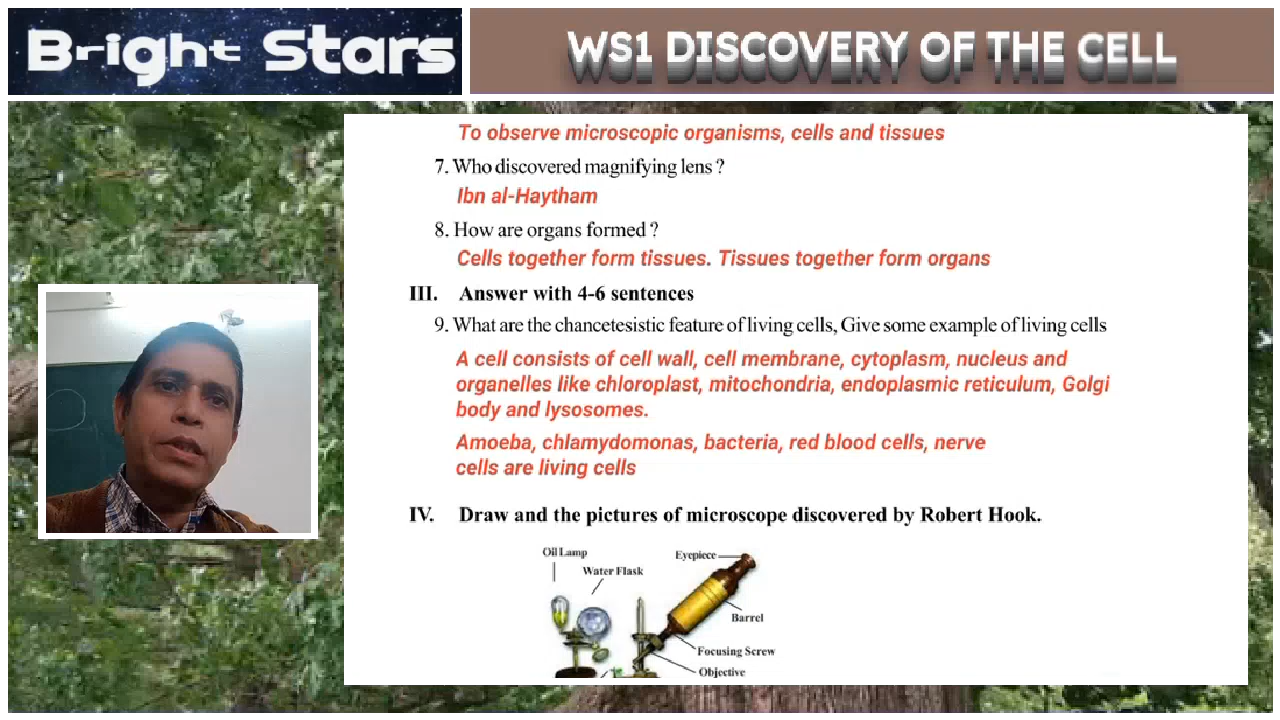 Bright Stars
WS1 DISCOVERY OF THE CELL
To observe microscopic organisms, cells and tissues
7. Who discovered magnifying lens ?
Ibn al-Haytham
8. How are organs formed ?
Cells together form tissues. Tissues together form organs
III. Answer with 4-6 sentences
9. What are the chancetesistic feature of living cells, Give some example of living cells
A cell consists of cell wall, cell membrane, cytoplasm, nucleus and
organelles like chloroplast, mitochondria, endoplasmic reticulum, Golgi
body and lysosomes.
Amoeba, chlamydomonas, bacteria, red blood cells, nerve
cells are living cells
IV. Draw and the pictures of microscope discovered by Robert Hook.
Oil Lamp
Eyepiece
Water Flask
Barrel
Focusing Screw
Objective